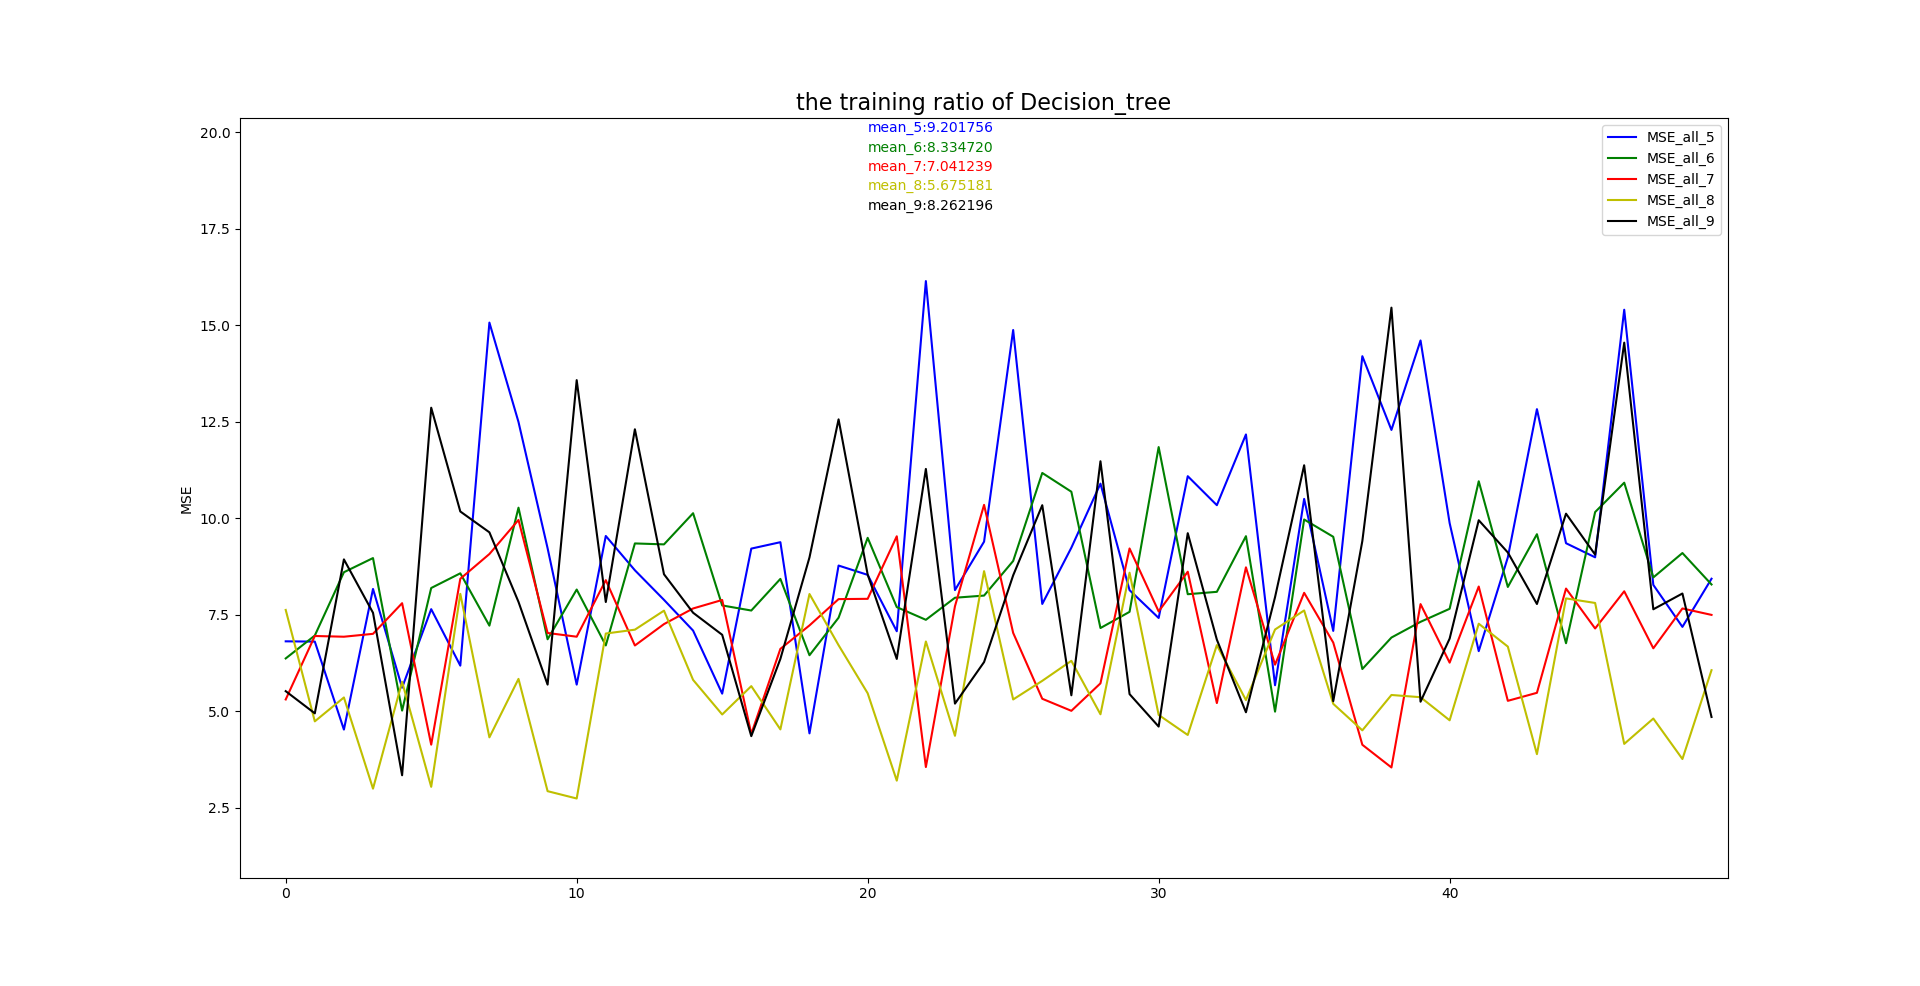 the training ratio of Decision_tree
mean_5:9.201756
mean_6:8.334720
mean_7:7.041239
mean_8:5.675181
mean_9:8.262196
MSE_all_5
MSE_all_6
MSE_all_7
MSE_all_8
MSE_all_9
20.0
17.5
15.0
12.5
10.0
7.5
5.0
2.5
MSE
0 10 20 30 40